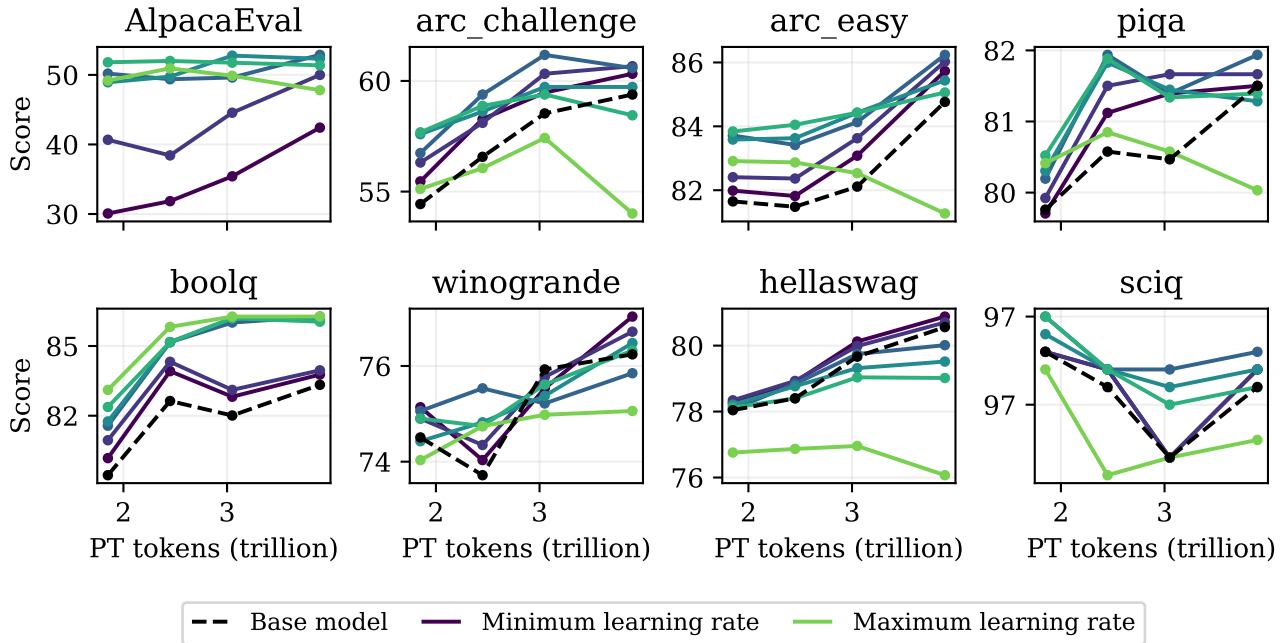 AlpacaEval arc_challenge arc_easy piqa
Score
50
40
30
60
55
86
84
82
82
81
80
boolq winogrande hellaswag sciq
Score
85
82
76
74
80
78
76
97
97
2 3 2 3 2 3 2 3
PT tokens (trillion) PT tokens (trillion) PT tokens (trillion) PT tokens (trillion)
Base model Minimum learning rate Maximum learning rate